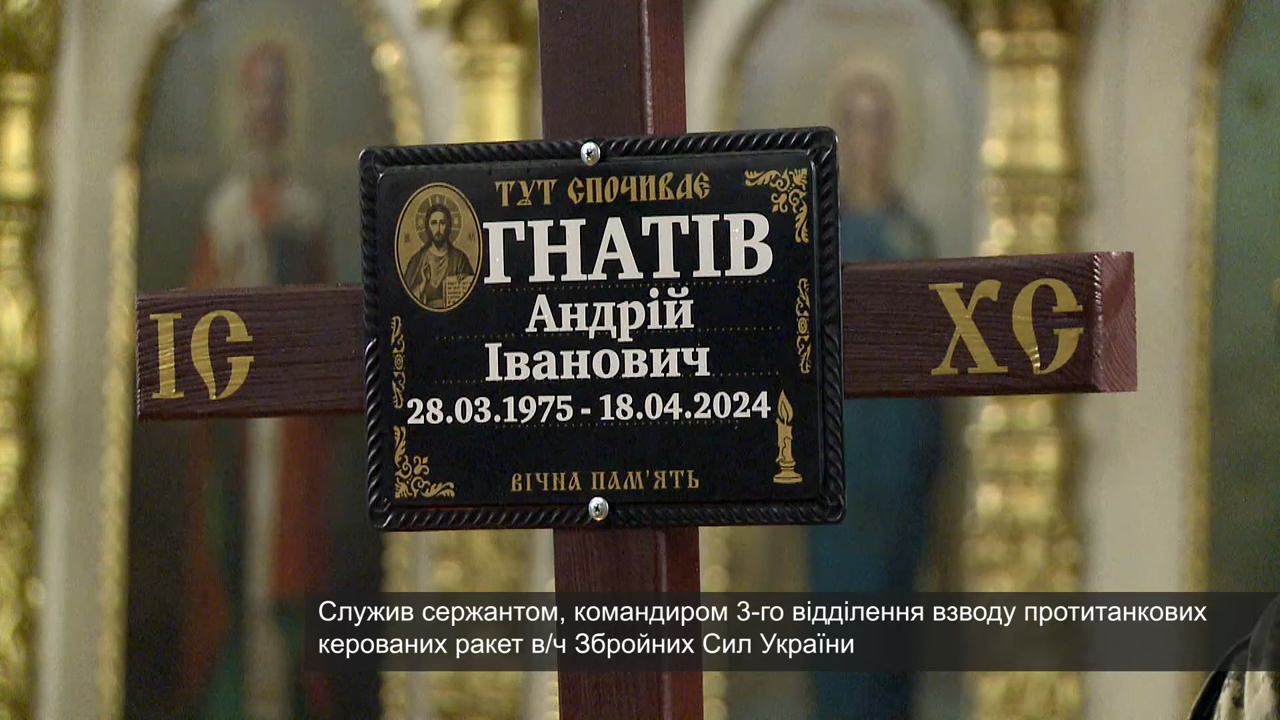 ТУТ СПОЧИВАЄ
ГНАТІВ
Андрій
Іванович
28.03.1975 - 18.04.2024
ВІЧНА ПАМ'ЯТЬ
ІС ХС
Служив сержантом, командиром 3-го відділення взводу протитанкових
керованих ракет в/ч Збройних Сил України